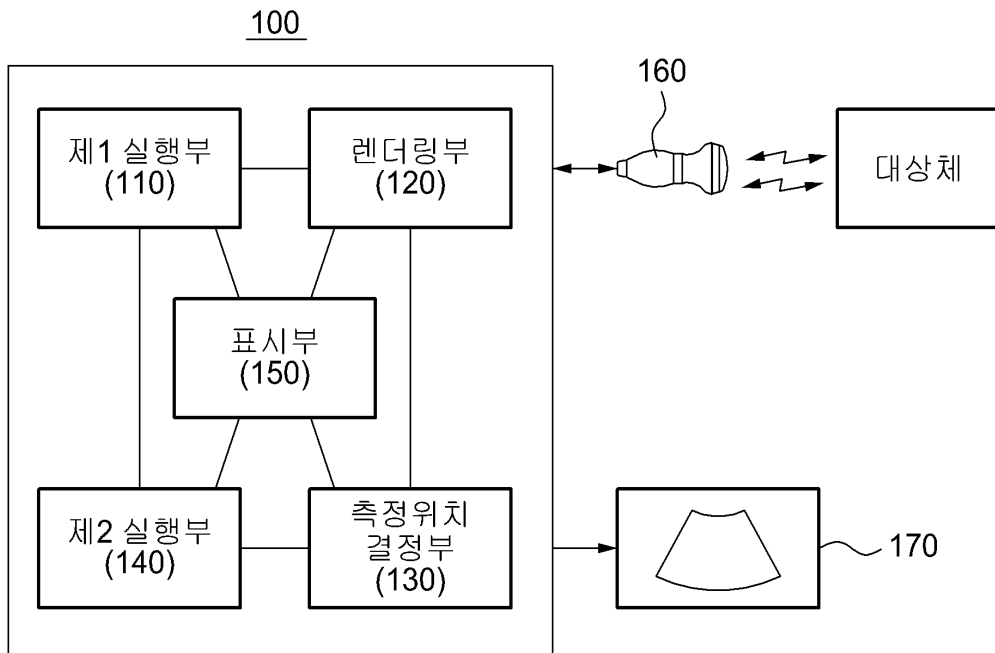 100
160
제1 실행부
(110)
렌더링부
(120)
대상체
표시부
(150)
제2 실행부
(140)
측정위치
결정부
(130)
170